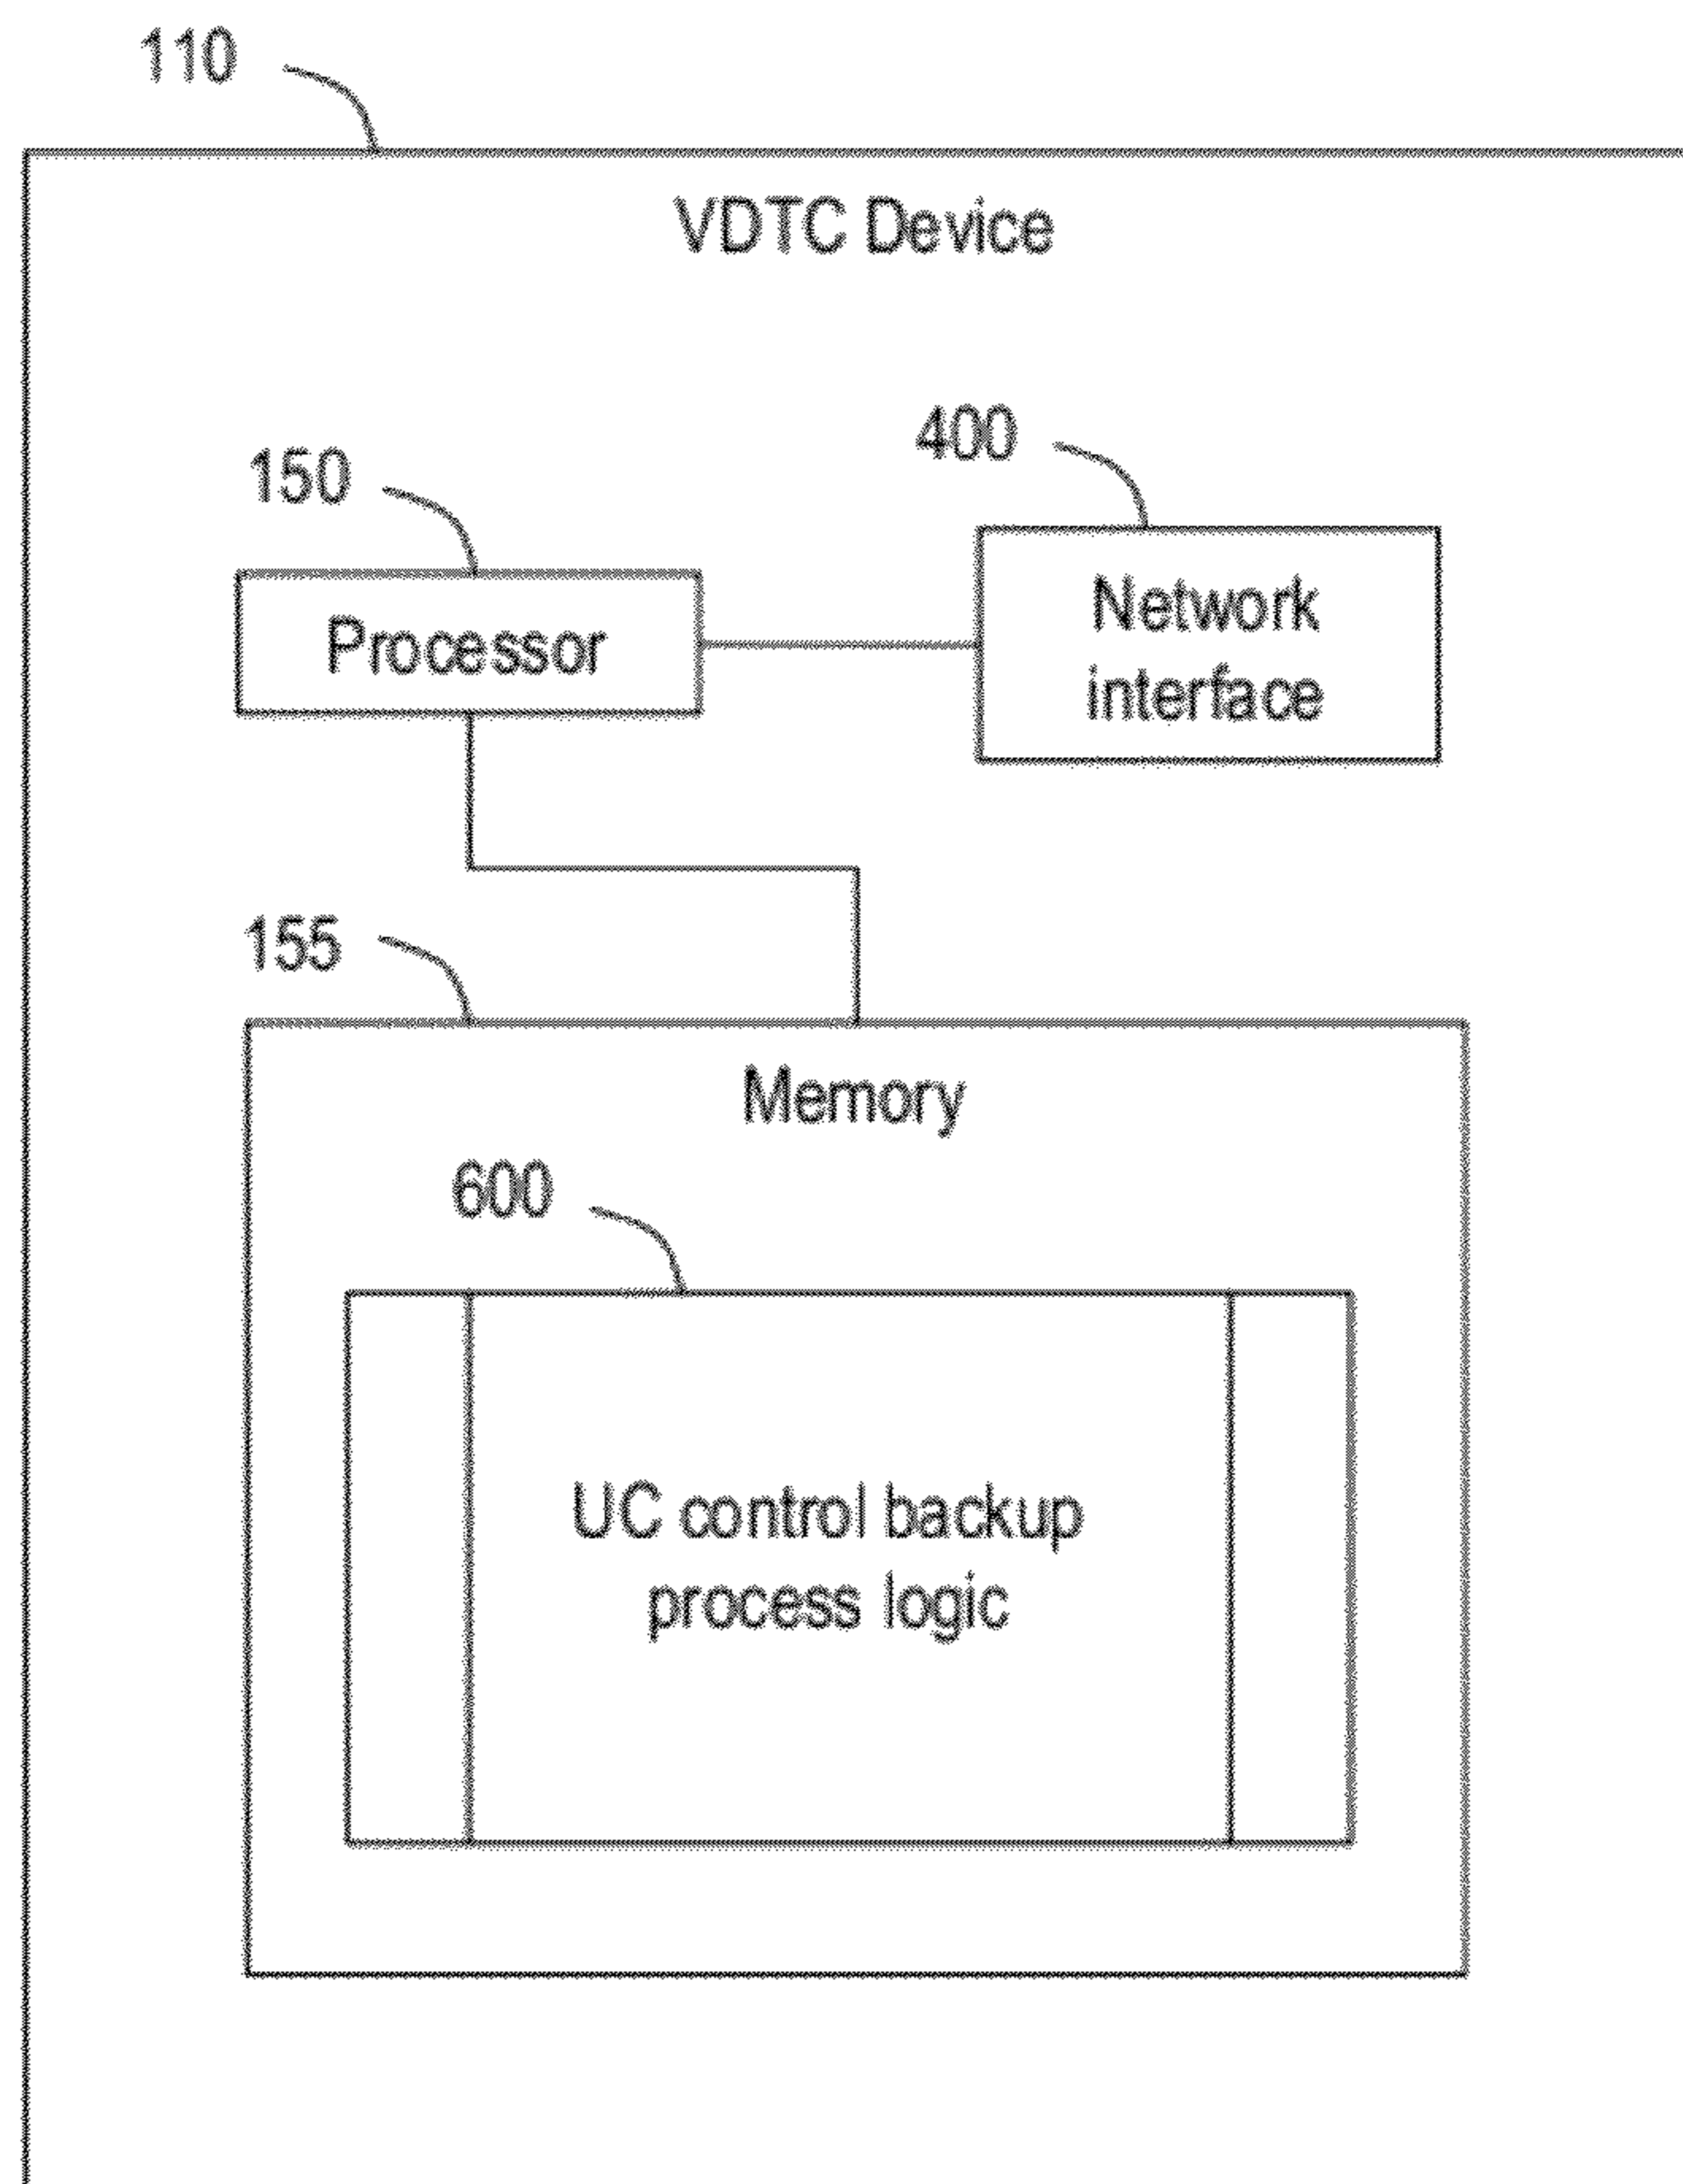 110
VDTC Device
400
150
Network
interface
Processor
155
Memory
600
UC control backup
process logic